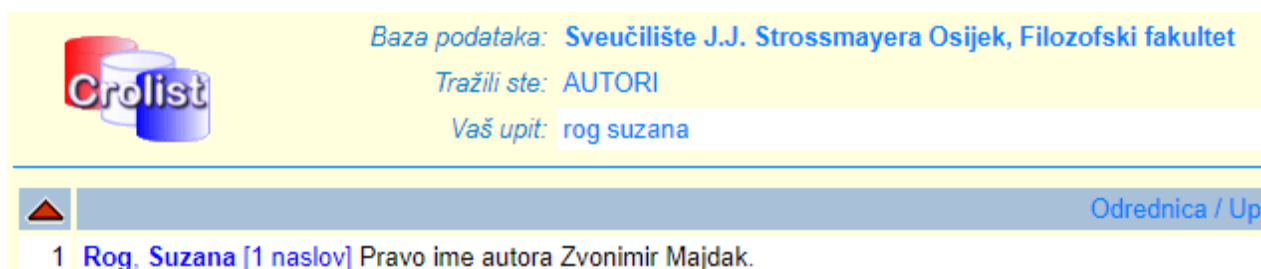 Crolist
Baza podataka: Sveučilište J.J. Strossmayera Osijek, Filozofski fakultet
Tražili ste: AUTORI
Vaš upit: rog suzana
Odrednica / Up
1 Rog, Suzana [1 naslov] Pravo ime autora Zvonimir Majdak.